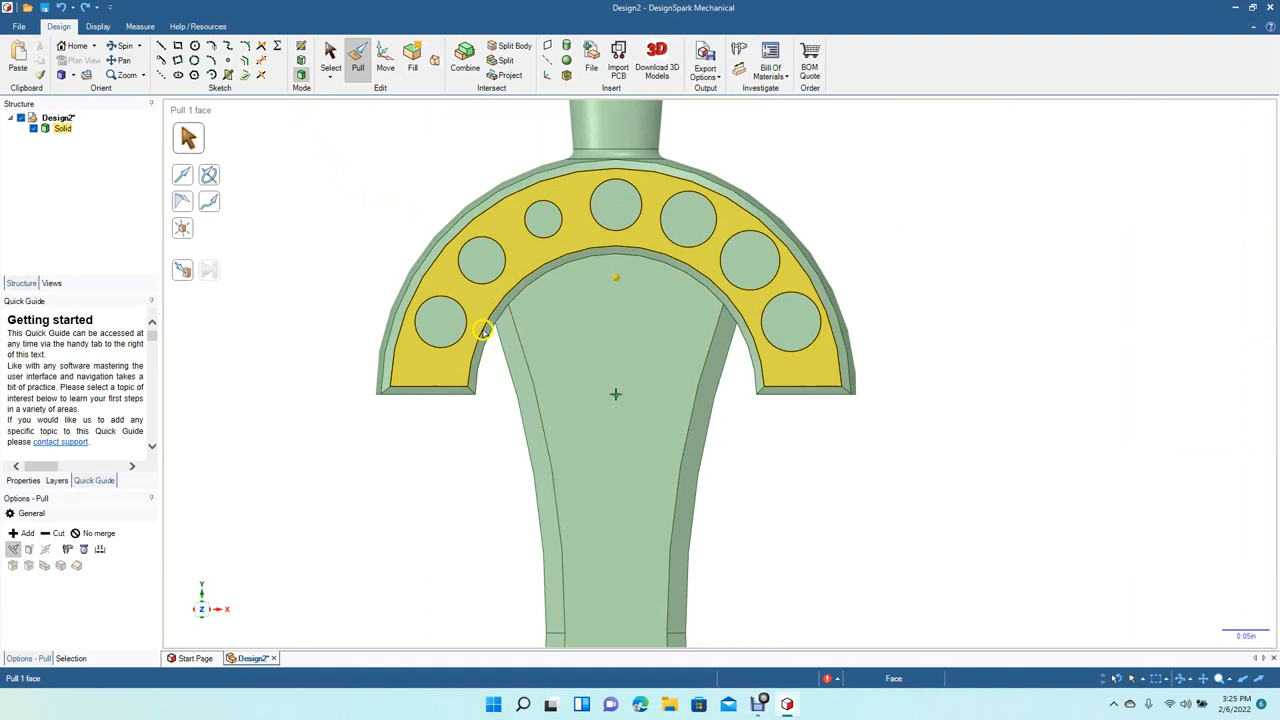 Design2 - DesignSpark Mechanical
File Design Display Measure Help / Resources
Paste
Clipboard
Home Spin
Plan View Pan
Zoom
Orient
Sketch
Mode
Select Pull Move Fill
Edit
Combine Split Body
Split
Project
Intersect
File Import PCB Download 3D Models
Insert
Export Options
Output
Bill Of Materials
Investigate
BOM Quote
Order
Structure
Design2*
Solid
Pull 1 face
Structure Views
Quick Guide
Getting started
This Quick Guide can be accessed at
any time via the handy tab to the right
of this text.
Like with any software mastering the
user interface and navigation takes a
bit of practice. Please select a topic of
interest below to learn your first steps
in a variety of areas.
If you would like us to add any
specific topic to this Quick Guide
please contact support.
Properties Layers Quick Guide
Options - Pull
General
Add Cut No merge
Y
Z X
0.05in
Options - Pull Selection
Start Page Design2*
Pull 1 face
Face
3:25 PM
2/6/2022